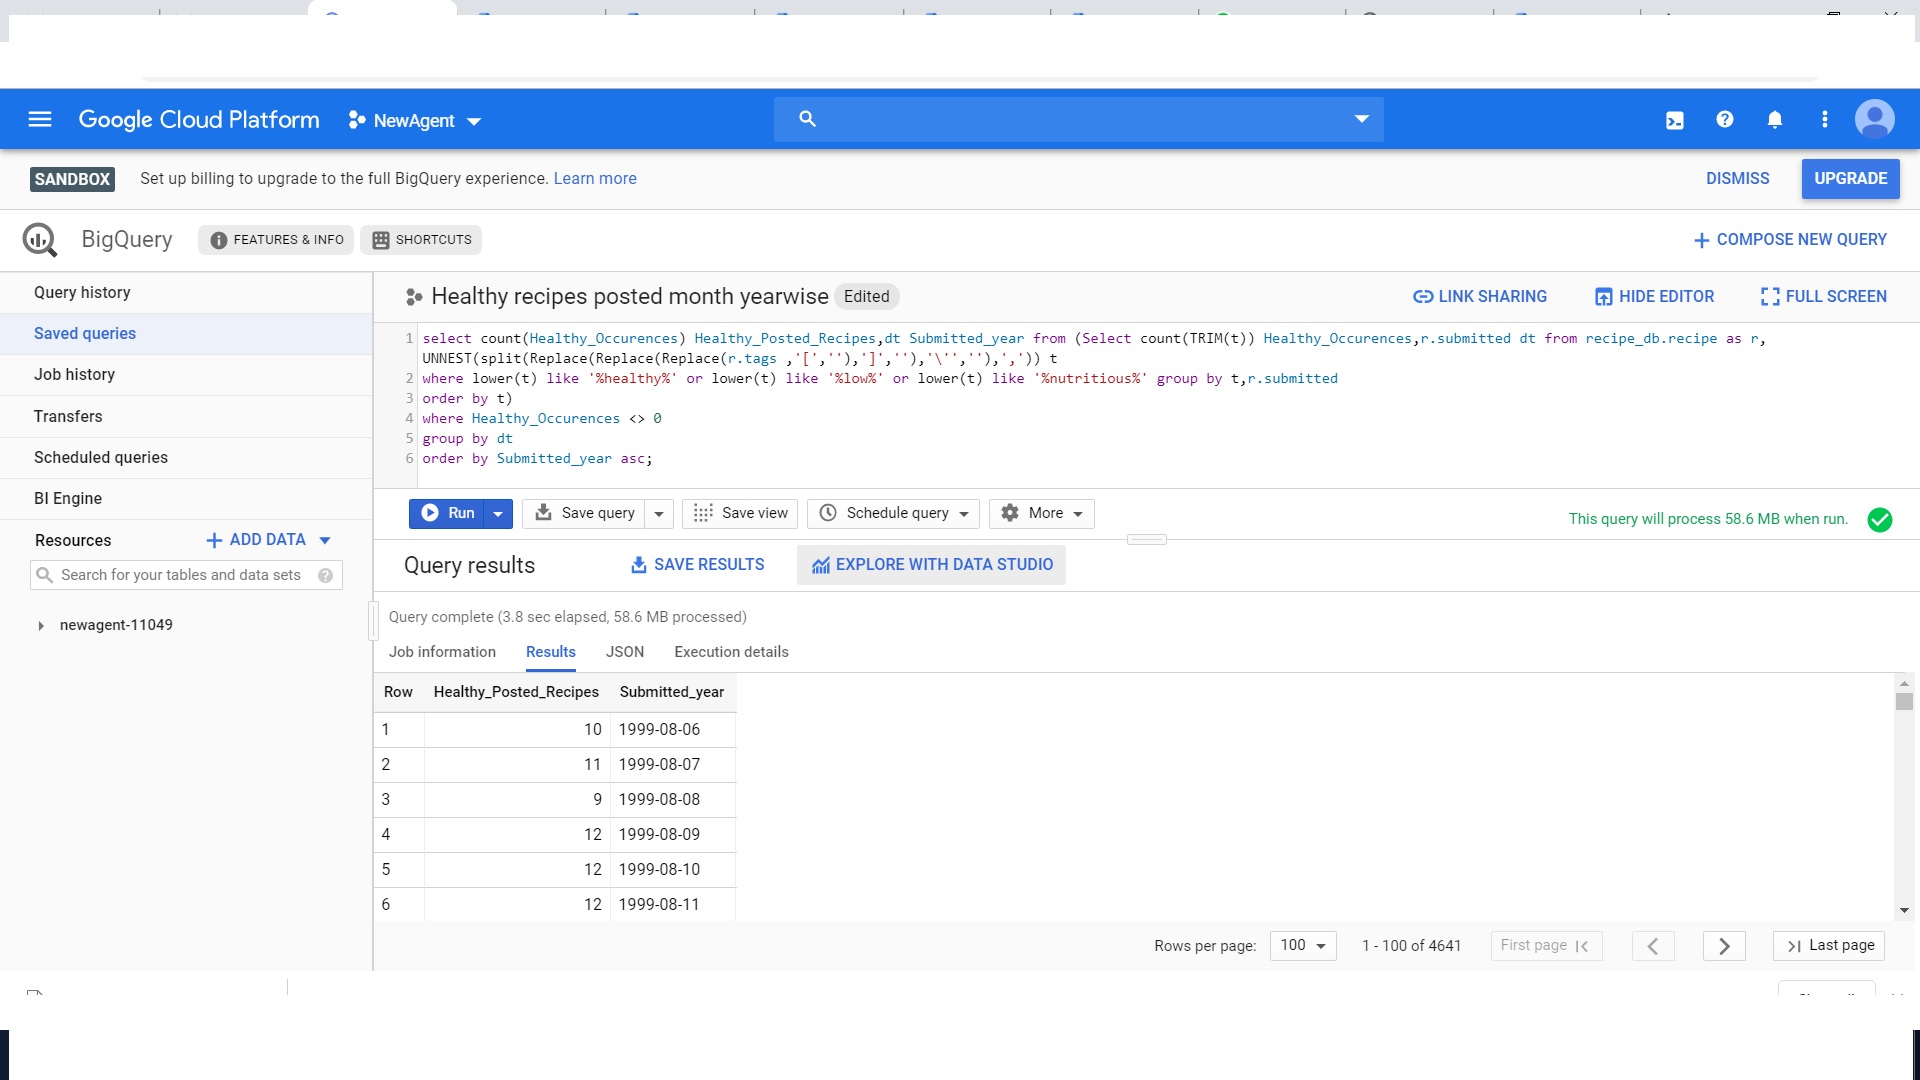 Google Cloud Platform NewAgent
SANDBOX Set up billing to upgrade to the full BigQuery experience. Learn more DISMISS UPGRADE
BigQuery FEATURES & INFO SHORTCUTS COMPOSE NEW QUERY
Query history
Saved queries
Job history
Transfers
Scheduled queries
BI Engine
Resources ADD DATA
Search for your tables and data sets
newagent-11049
Healthy recipes posted month yearwise Edited LINK SHARING HIDE EDITOR FULL SCREEN
1 select count(Healthy_Occurences) Healthy_Posted_Recipes,dt Submitted_year from (Select count(TRIM(t)) Healthy_Occurences,r.submitted dt from recipe_db.recipe as r,
UNNEST(split(Replace(Replace(Replace(r.tags ,'[',''),']',''),'\'',''),',')) t
2 where lower(t) like '%healthy%' or lower(t) like '%low%' or lower(t) like '%nutritious%' group by t,r.submitted
3 order by t)
4 where Healthy_Occurences <> 0
5 group by dt
6 order by Submitted_year asc;
Run Save query Save view Schedule query More This query will process 58.6 MB when run.
Query results SAVE RESULTS EXPLORE WITH DATA STUDIO
Query complete (3.8 sec elapsed, 58.6 MB processed)
Job information Results JSON Execution details
Row Healthy_Posted_Recipes Submitted_year
1 10 1999-08-06
2 11 1999-08-07
3 9 1999-08-08
4 12 1999-08-09
5 12 1999-08-10
6 12 1999-08-11
Rows per page: 100 1 - 100 of 4641 First page Last page